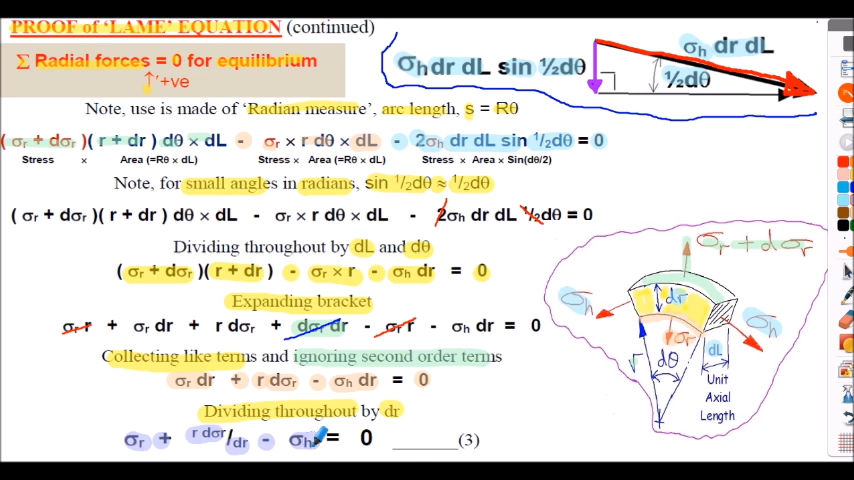 PROOF of 'LAME' EQUATION (continued)
∑ Radial forces = 0 for equilibrium
↑'+ve
σh dr dL sin ½dθ
σh dr dL
½dθ
Note, use is made of 'Radian measure', arc length, s = Rθ
(σr + dσr)( r + dr ) dθ × dL - σr × r dθ × dL - 2σh dr dL sin ½dθ = 0
Stress × Area (=Rθ × dL) Stress × Area (=Rθ × dL) Stress × Area × Sin(dθ/2)
Note, for small angles in radians, sin ½dθ ≈ ½dθ
(σr + dσr)( r + dr ) dθ × dL - σr × r dθ × dL - 2σh dr dL ½dθ = 0
Dividing throughout by dL and dθ
(σr + dσr)( r + dr ) - σr × r - σh dr = 0
Expanding bracket
σr r + σr dr + r dσr + dσr dr - σr r - σh dr = 0
Collecting like terms and ignoring second order terms
σr dr + r dσr - σh dr = 0
Dividing throughout by dr
σr + r dσr/dr - σh = 0 ______(3)
σr + dσr
σh
dr
σh
σr
r
dθ
dL
Unit
Axial
Length